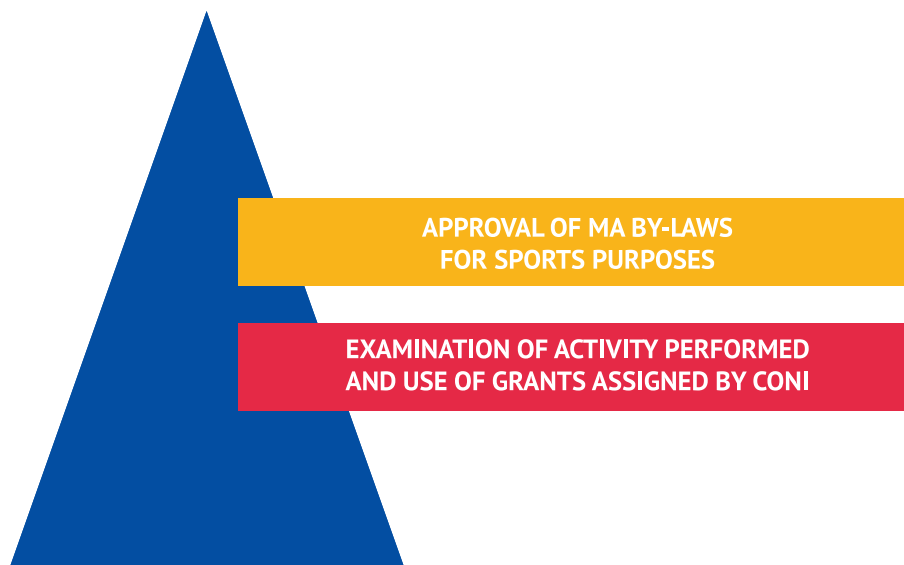 APPROVAL OF MA BY-LAWS
FOR SPORTS PURPOSES
EXAMINATION OF ACTIVITY PERFORMED
AND USE OF GRANTS ASSIGNED BY CONI